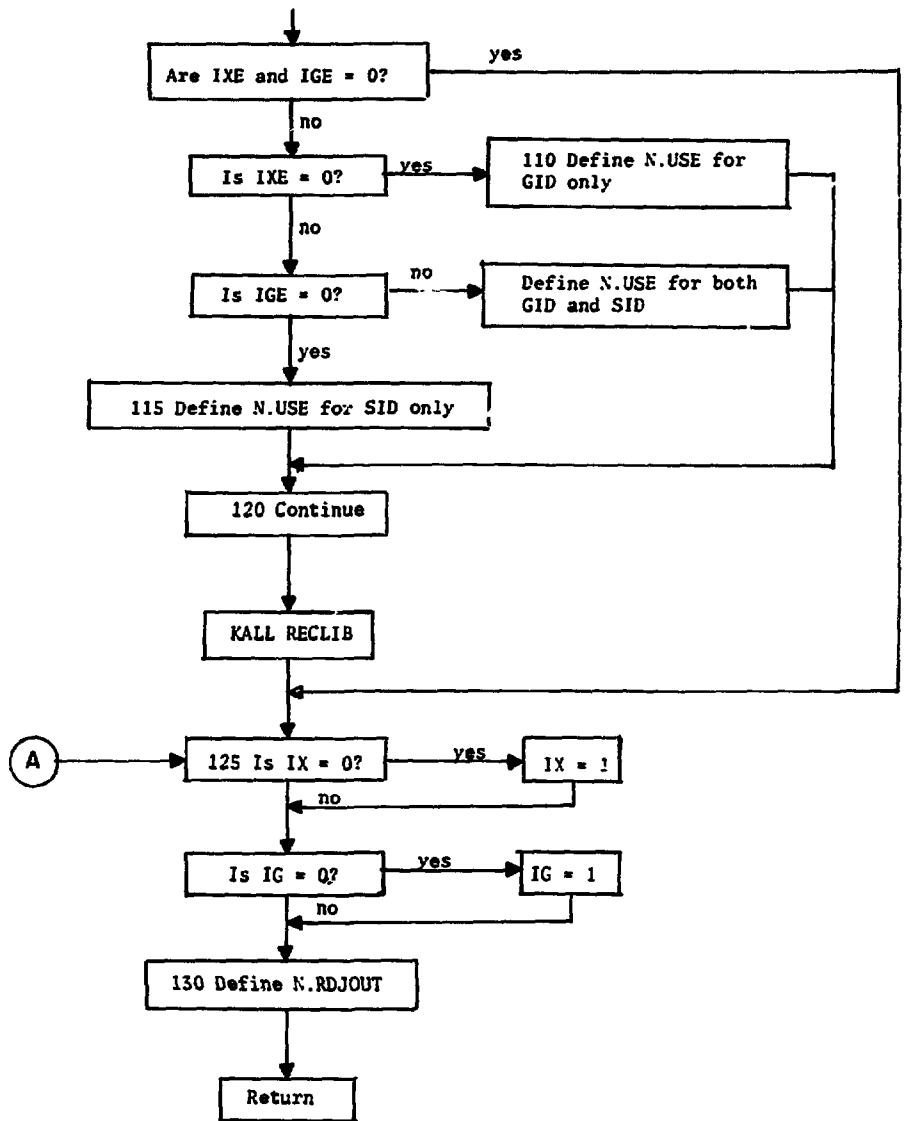 yes
Are IXE and IGE = 0?
no
Is IXE = 0?
yes
110 Define N.USE for
GID only
no
Is IGE = 0?
no
Define N.USE for both
GID and SID
yes
115 Define N.USE for SID only
120 Continue
KALL RECLIB
A
125 Is IX = 0?
yes
IX = 1
no
Is IG = 0?
yes
IG = 1
no
130 Define N.RDJOUT
Return